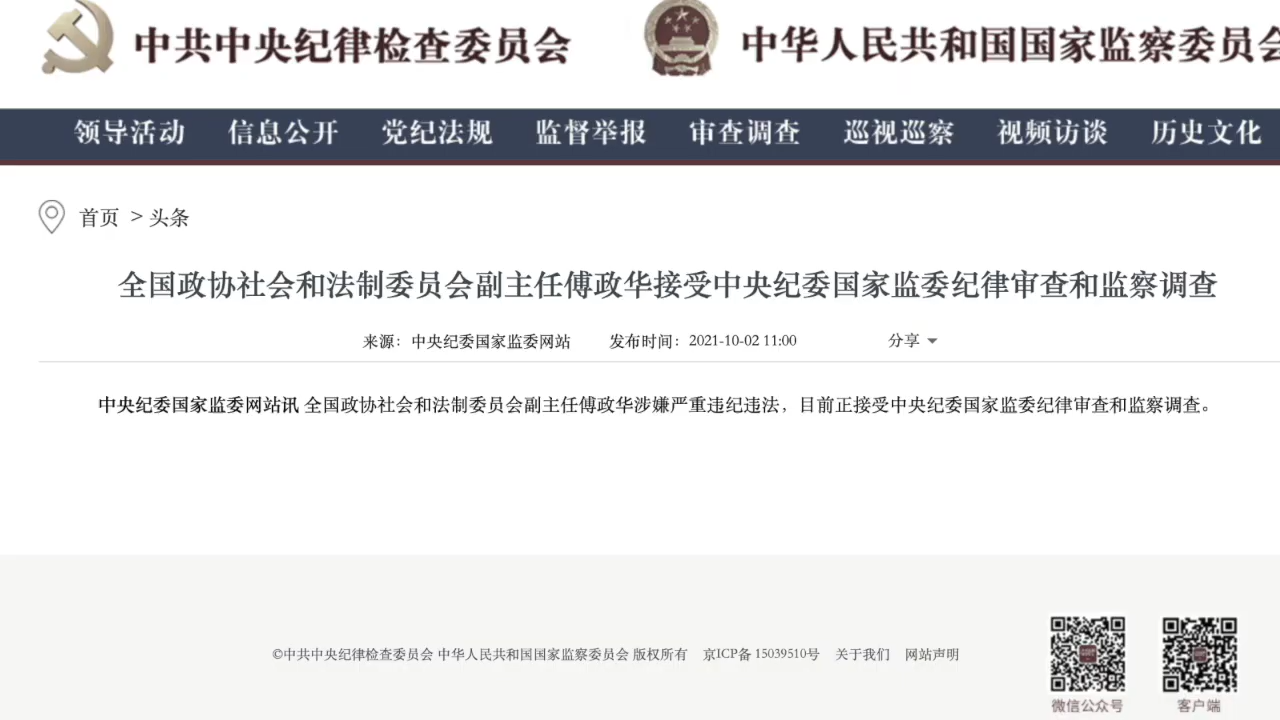 中共中央纪律检查委员会 中华人民共和国国家监察委员会
领导活动 信息公开 党纪法规 监督举报 审查调查 巡视巡察 视频访谈 历史文化
首页 > 头条
全国政协社会和法制委员会副主任傅政华接受中央纪委国家监委纪律审查和监察调查
来源：中央纪委国家监委网站 发布时间：2021-10-02 11:00 分享
中央纪委国家监委网站讯 全国政协社会和法制委员会副主任傅政华涉嫌严重违纪违法，目前正接受中央纪委国家监委纪律审查和监察调查。
©中共中央纪律检查委员会 中华人民共和国国家监察委员会 版权所有 京ICP备 15039510号 关于我们 网站声明
微信公众号 客户端